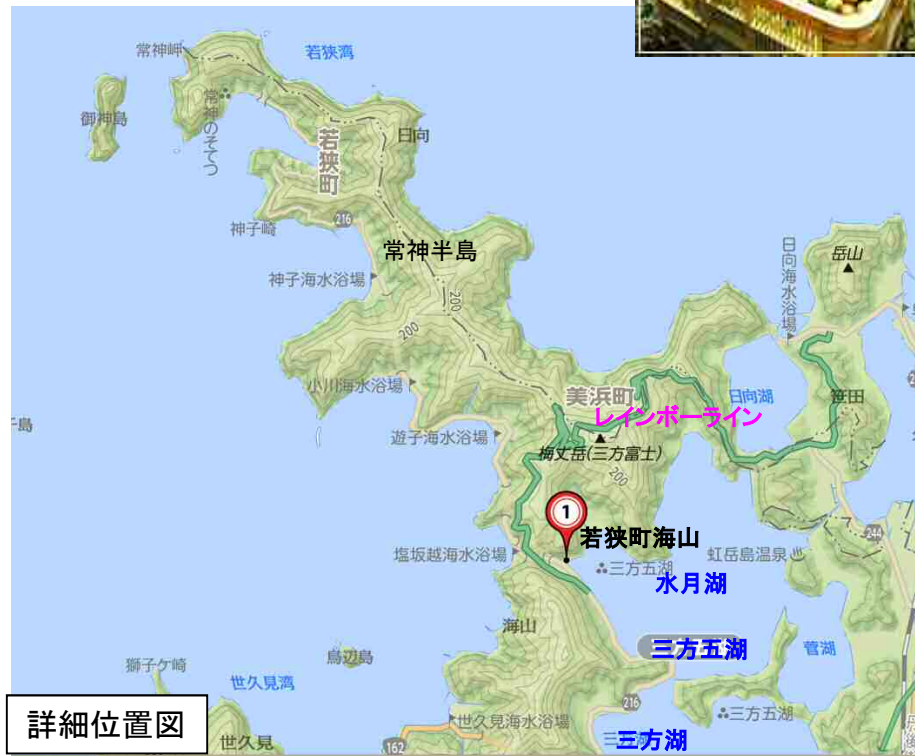 常神岬
若狭湾
御神島
常神のそてつ
若狭町
日向
神子崎
216
常神半島
神子海水浴場
200
200
日向海水浴場
岳山
小川海水浴場
美浜町
日向湖
笹田
レインボーライン
千島
遊子海水浴場
梅丈岳(三方富士)
200
1
若狭町海山
244
塩坂越海水浴場
三方五湖
虹岳島温泉
水月湖
海山
三方五湖
菅湖
烏辺島
獅子ケ崎
世久見湾
216
三方五湖
詳細位置図
世久見海水浴場
三方湖
世久見
162